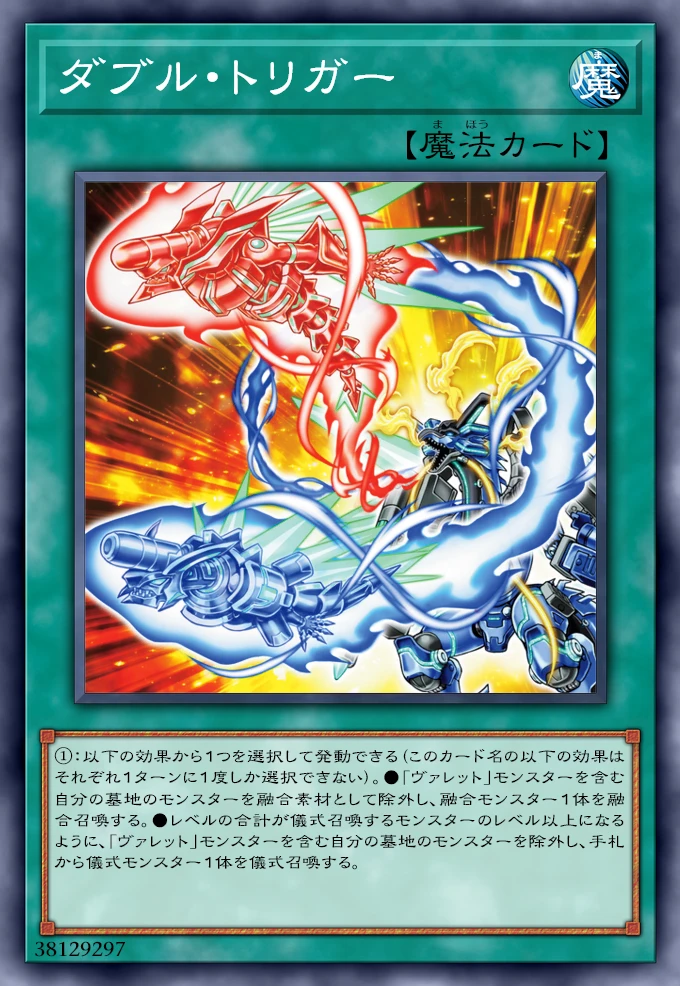 ダブル・トリガー
魔
ま
ま ほう
【魔法カード】
①:以下の効果から1つを選択して発動できる(このカード名の以下の効果は
それぞれ1ターンに1度しか選択できない)。●「ヴァレット」モンスターを含む
自分の墓地のモンスターを融合素材として除外し、融合モンスター1体を融
合召喚する。●レベルの合計が儀式召喚するモンスターのレベル以上になる
ように、「ヴァレット」モンスターを含む自分の墓地のモンスターを除外し、手札
から儀式モンスター1体を儀式召喚する。
38129297